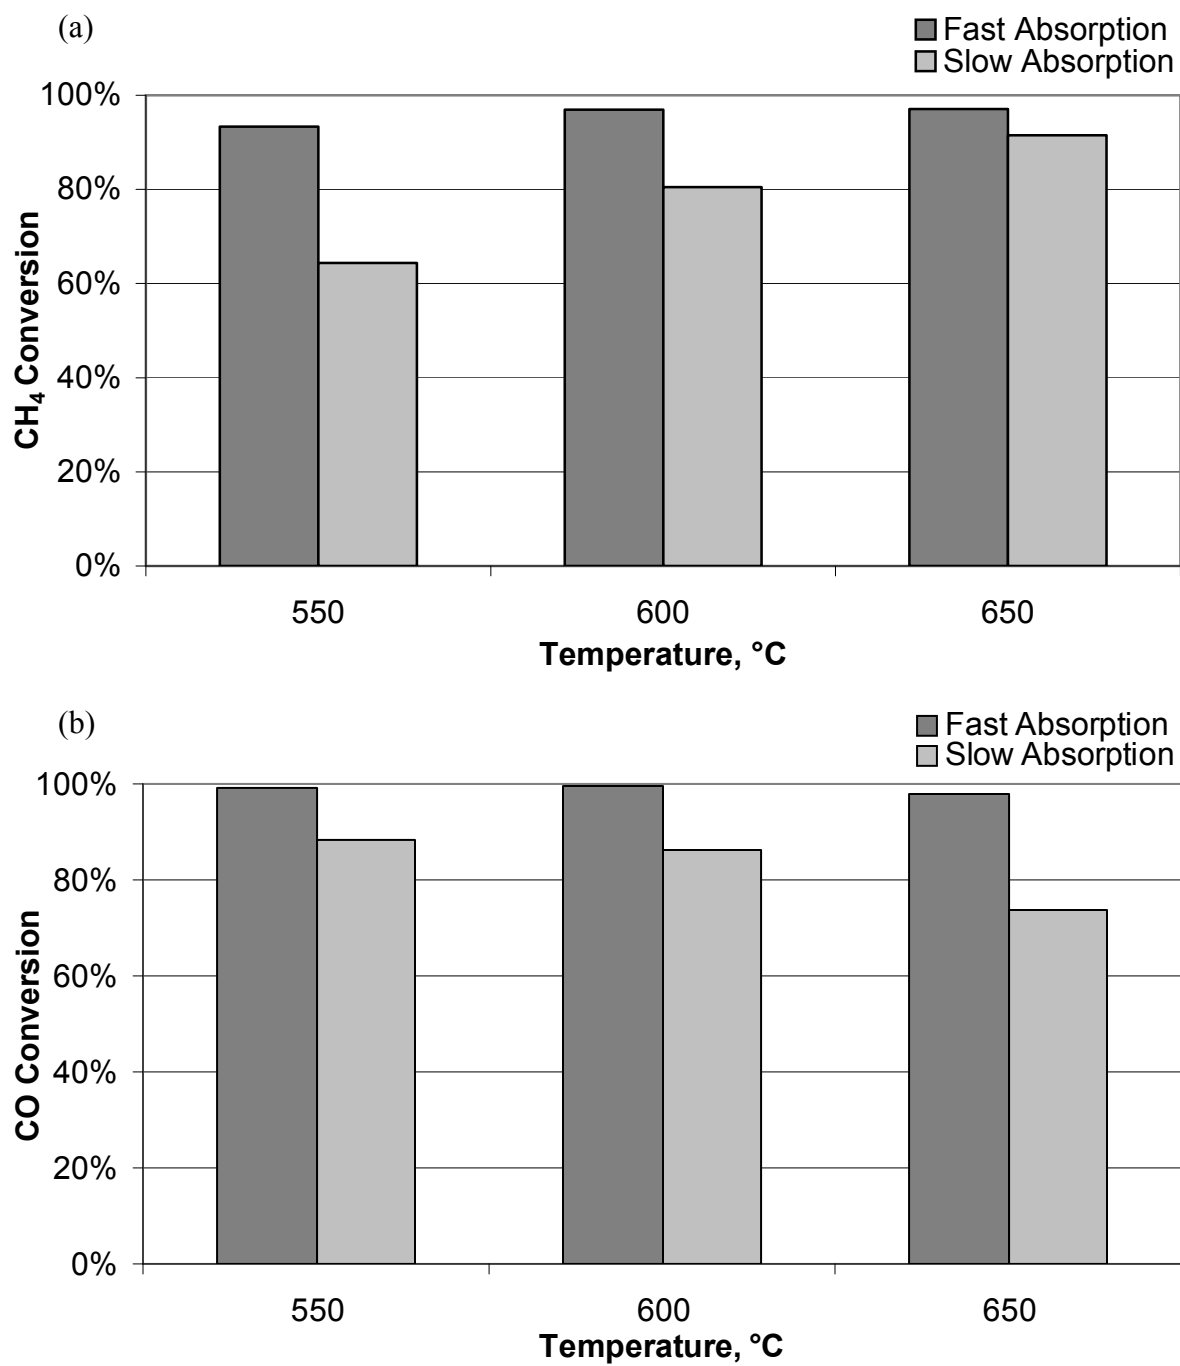 (a)
Fast Absorption
Slow Absorption
100%
80%
60%
40%
20%
0%
CH₄ Conversion
550 600 650
Temperature, °C
(b)
Fast Absorption
Slow Absorption
100%
80%
60%
40%
20%
0%
CO Conversion
550 600 650
Temperature, °C